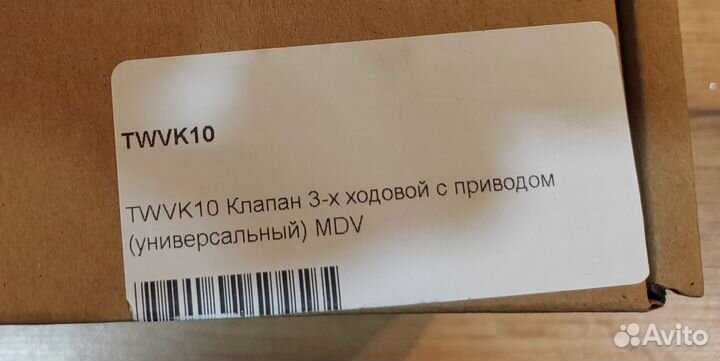 TWVK10
TWVK10 Клапан 3-х ходовой с приводом
(универсальный) MDV
Avito